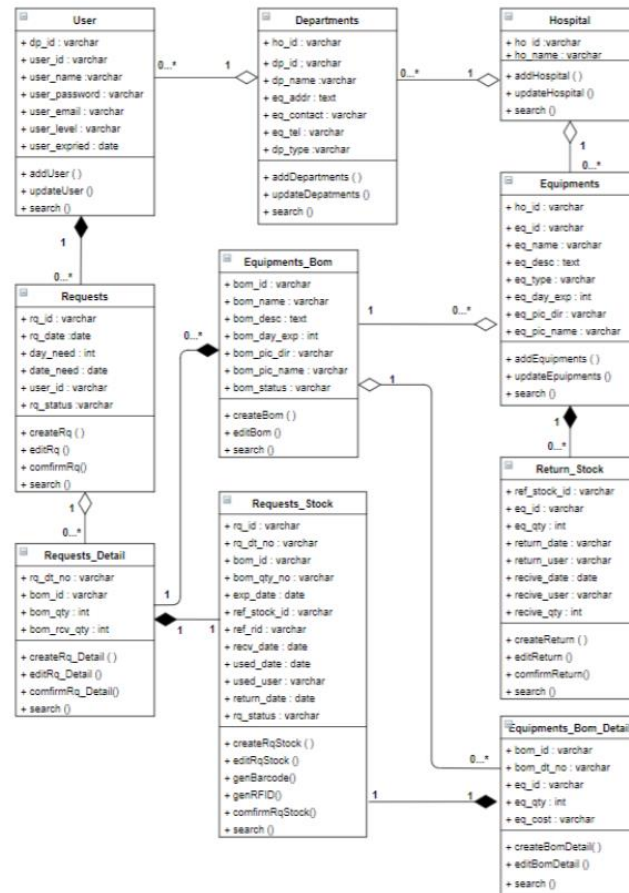 User
+ dp_id : varchar
+ user_id : varchar
+ user_name : varchar
+ user_password : varchar
+ user_email : varchar
+ user_level : varchar
+ user_expried : date
+ addUser ( )
+ updateUser ()
+ search ()
0...*
1
Departments
+ ho_id : varchar
+ dp_id : varchar
+ dp_name : varchar
+ eq_addr : text
+ eq_contact : varchar
+ eq_tel : varchar
+ dp_type :varchar
+ addDepartments ( )
+ updateDepatments ()
+ search ()
0...*
1
Hospital
+ ho_id :varchar
+ ho_name : varchar
+ addHospital ( )
+ updateHospital ()
+ search ()
1
0...*
Equipments
+ ho_id : varchar
+ eq_id : varchar
+ eq_name : varchar
+ eq_desc : text
+ eq_type : varchar
+ eq_day_exp : int
+ eq_pic_dir : varchar
+ eq_pic_name : varchar
+ addEquipments ( )
+ updateEpuipments ()
+ search ()
1
0...*
Requests
+ rq_id : varchar
+ rq_date :date
+ day_need : int
+ date_need : date
+ user_id : varchar
+ rq_status :varchar
+ createRq ( )
+ editRq ()
+ comfirmRq()
+ search ()
Equipments_Bom
+ bom_id : varchar
+ bom_name : varchar
+ bom_desc : text
+ bom_day_exp : int
+ bom_pic_dir : varchar
+ bom_pic_name : varchar
+ bom_status : varchar
+ createBom ( )
+ editBom ()
+ search ()
0...*
1
0...*
1
1
0...*
Return_Stock
+ ref_stock_id : varchar
+ eq_id : varchar
+ eq_qty : int
+ return_date : varchar
+ return_user : varchar
+ recive_date : date
+ recive_user : varchar
+ recive_qty : int
+ createReturn ( )
+ editReturn ()
+ comfirmReturn()
+ search ()
1
0...*
Requests_Detail
+ rq_dt_no : varchar
+ bom_id : varchar
+ bom_qty : int
+ bom_rcv_qty : int
+ createRq_Detail ( )
+ editRq_Detail ()
+ comfirmRq_Detail()
+ search ()
1
1
1
Requests_Stock
+ rq_id : varchar
+ rq_dt_no : varchar
+ bom_id : varchar
+ bom_qty_no : varchar
+ exp_date : date
+ ref_stock_id : varchar
+ ref_rid : varchar
+ recv_date : date
+ used_date : date
+ used_user : varchar
+ return_date : date
+ rq_status : varchar
+ createRqStock ( )
+ editRqStock ()
+ genBarcode()
+ genRFID()
+ comfirmRqStock()
+ search ()
0...*
1
1
Equipments_Bom_Detail
+ bom_id : varchar
+ bom_dt_no : varchar
+ eq_id : varchar
+ eq_qty : int
+ eq_cost : varchar
+ createBomDetail( )
+ editBomDetail ()
+ search ()